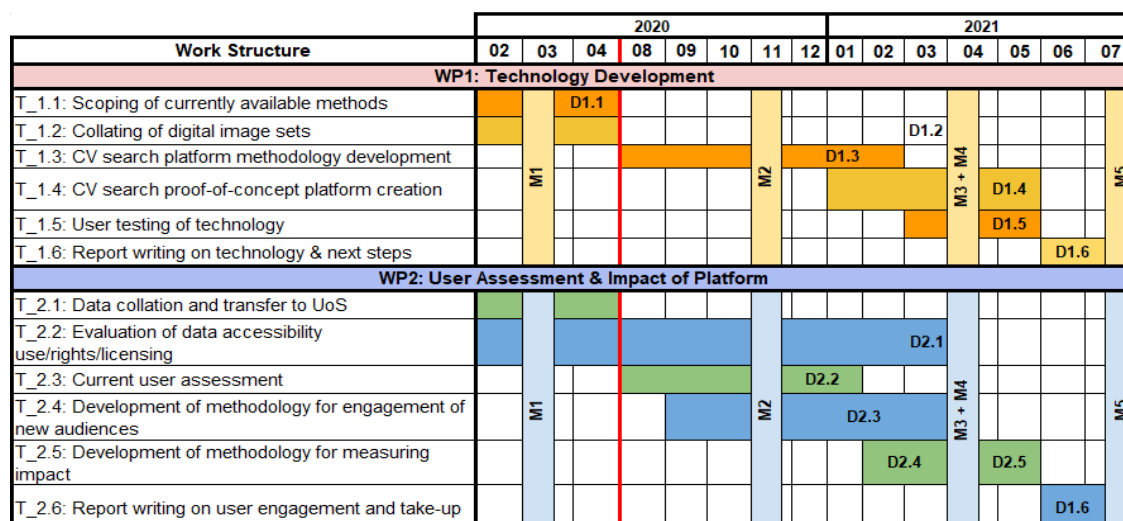 2020 2021
Work Structure 02 03 04 08 09 10 11 12 01 02 03 04 05 06 07
WP1: Technology Development
T_1.1: Scoping of currently available methods D1.1
T_1.2: Collating of digital image sets D1.2
T_1.3: CV search platform methodology development D1.3
M1 M2 M3 + M4 M5
T_1.4: CV search proof-of-concept platform creation D1.4
T_1.5: User testing of technology D1.5
T_1.6: Report writing on technology & next steps D1.6
WP2: User Assessment & Impact of Platform
T_2.1: Data collation and transfer to UoS
T_2.2: Evaluation of data accessibility
use/rights/licensing D2.1
T_2.3: Current user assessment D2.2
T_2.4: Development of methodology for engagement of
new audiences D2.3
M1 M2 M3 + M4 M5
T_2.5: Development of methodology for measuring
impact D2.4 D2.5
T_2.6: Report writing on user engagement and take-up D1.6